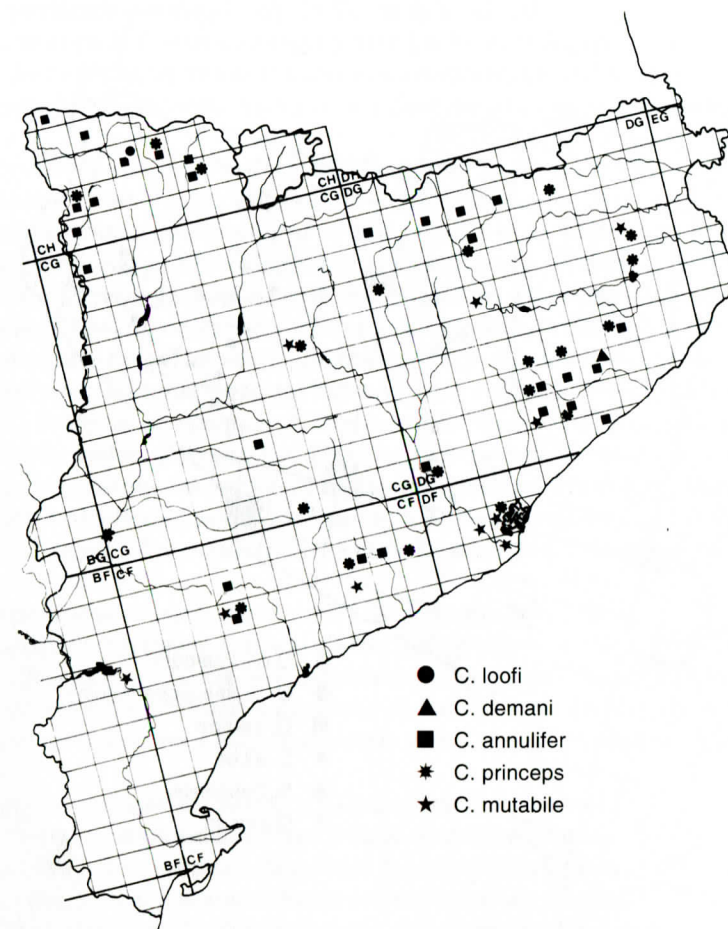 DG EG
CH DH
CG DG
CH
CG
CG DG
CF DF
BG CG
BF CF
C. loofi
C. demani
C. annulifer
C. princeps
C. mutabile
BF CF